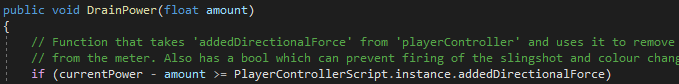 public void DrainPower(float amount)
{
// Function that takes 'addedDirectionalForce' from 'playerController' and uses it to remove
// from the meter. Also has a bool which can prevent firing of the slingshot and colour chang
if (currentPower - amount >= PlayerControllerScript.instance.addedDirectionalForce)